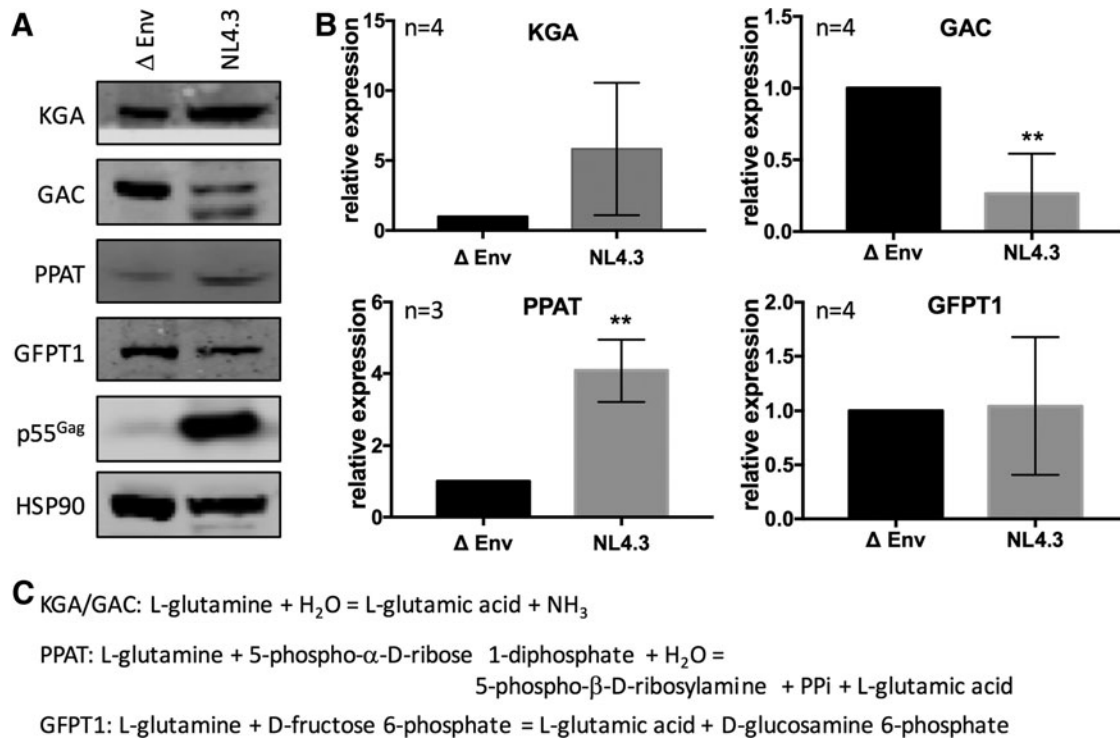 A
Δ Env
NL4.3
KGA
GAC
PPAT
GFPT1
p55Gag
HSP90
B
n=4
KGA
relative expression
15
10
5
0
Δ Env
NL4.3
n=4
GAC
**
relative expression
1.5
1.0
0.5
0.0
Δ Env
NL4.3
n=3
PPAT
**
relative expression
6
4
2
0
Δ Env
NL4.3
n=4
GFPT1
relative expression
2.0
1.5
1.0
0.5
0.0
Δ Env
NL4.3
C
KGA/GAC: L-glutamine + H₂O = L-glutamic acid + NH₃
PPAT: L-glutamine + 5-phospho-α-D-ribose 1-diphosphate + H₂O =
5-phospho-β-D-ribosylamine + PPi + L-glutamic acid
GFPT1: L-glutamine + D-fructose 6-phosphate = L-glutamic acid + D-glucosamine 6-phosphate